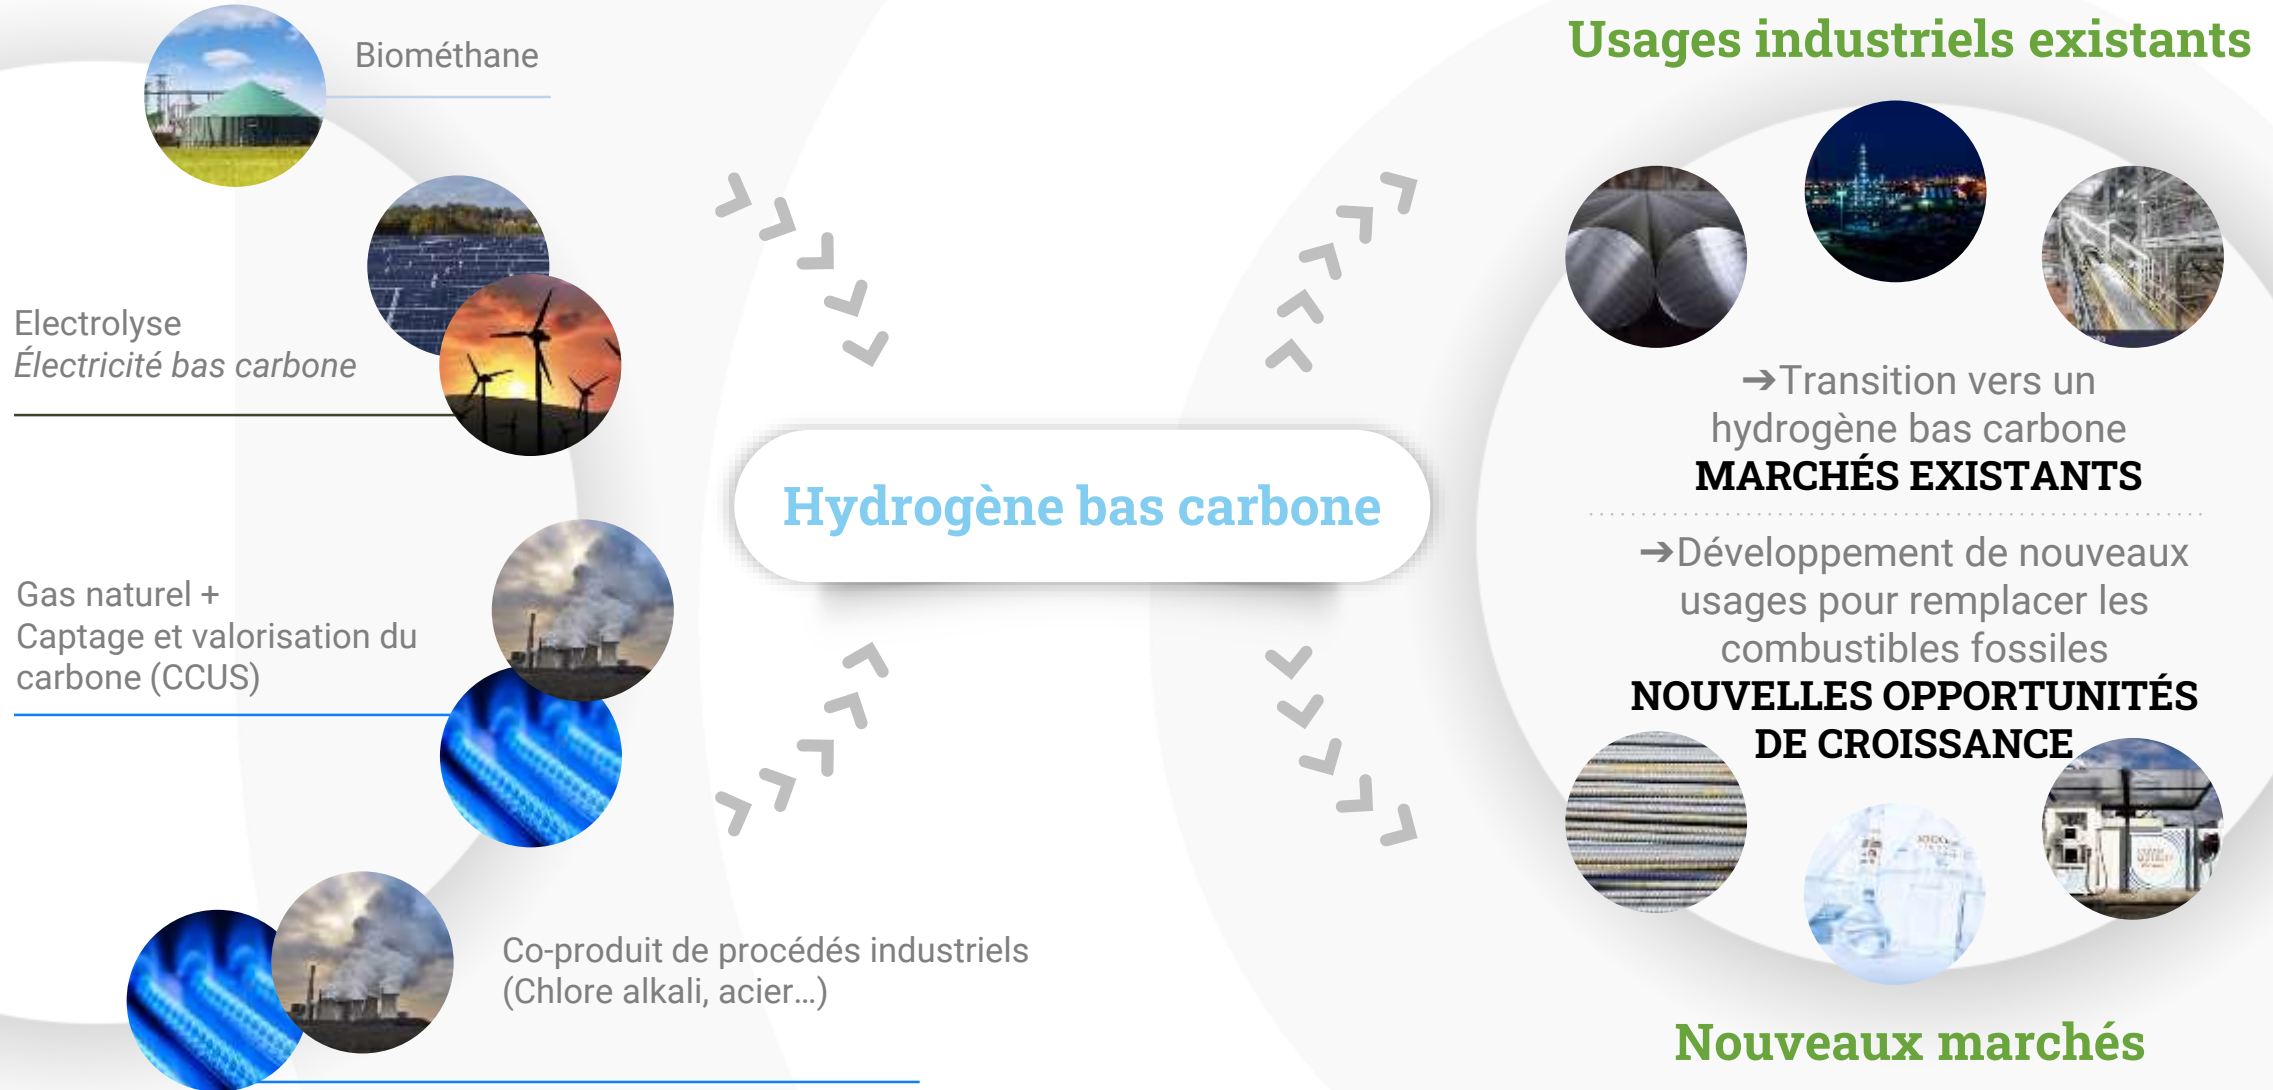 Biométhane
Electrolyse
Électricité bas carbone
Gas naturel +
Captage et valorisation du
carbone (CCUS)
Co-produit de procédés industriels
(Chlore alkali, acier...)
Hydrogène bas carbone
Usages industriels existants
➔Transition vers un
hydrogène bas carbone
MARCHÉS EXISTANTS
➔Développement de nouveaux
usages pour remplacer les
combustibles fossiles
NOUVELLES OPPORTUNITÉS
DE CROISSANCE
Nouveaux marchés